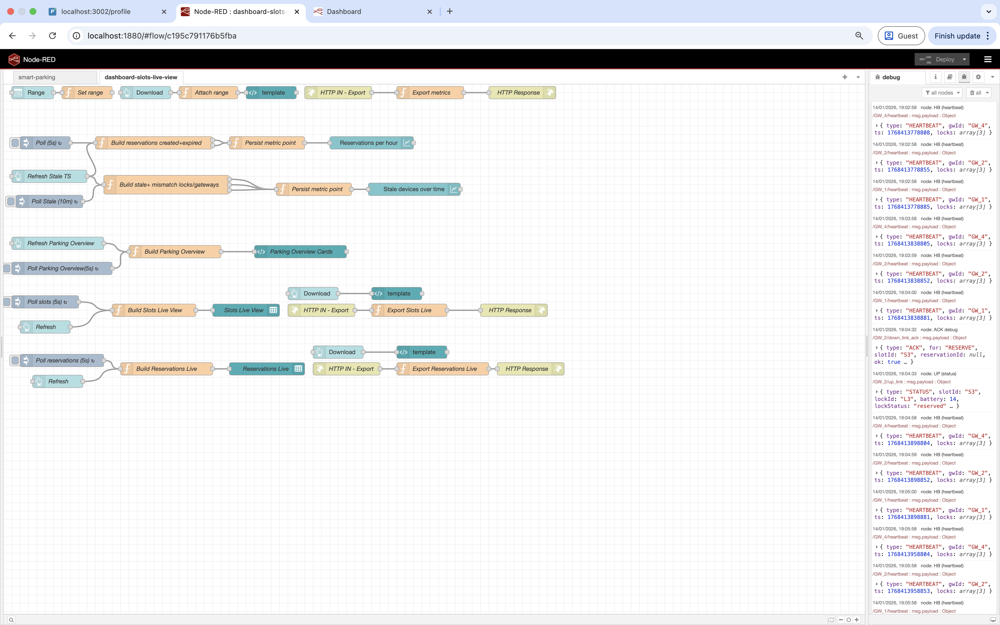 localhost:3002/profile
Node-RED : dashboard-slots-
Dashboard
localhost:1880/#flow/c195c791176b5fba
Guest
Finish update
Node-RED
Deploy
smart-parking
dashboard-slots-live-view
debug
all nodes
all
Range
Set range
Download
Attach range
template
HTTP IN - Export
Export metrics
HTTP Response
Poll (5s) ↻
Build reservations created+expired
Persist metric point
Reservations per hour
Refresh Stale TS
Build stale+ mismatch locks/gateways
Persist metric point
Stale devices over time
Poll Stale (10m) ↻
Refresh Parking Overview
Build Parking Overview
Parking Overview Cards
Poll Parking Overview(5s) ↻
Download
template
Poll slots (5s) ↻
Build Slots Live View
Slots Live View
HTTP IN - Export
Export Slots Live
HTTP Response
Refresh
Download
template
Poll reservations (5s) ↻
Build Reservations Live
Reservations Live
HTTP IN - Export
Export Reservations Live
HTTP Response
Refresh
14/01/2026, 19:02:58 node: HB (heartbeat)
/GW_4/heartbeat : msg.payload : Object
{ type: "HEARTBEAT", gwId: "GW_4",
ts: 1768413778808, locks: array[3] }
14/01/2026, 19:02:58 node: HB (heartbeat)
/GW_2/heartbeat : msg.payload : Object
{ type: "HEARTBEAT", gwId: "GW_2",
ts: 1768413778855, locks: array[3] }
14/01/2026, 19:02:58 node: HB (heartbeat)
/GW_1/heartbeat : msg.payload : Object
{ type: "HEARTBEAT", gwId: "GW_1",
ts: 1768413778885, locks: array[3] }
14/01/2026, 19:03:58 node: HB (heartbeat)
/GW_4/heartbeat : msg.payload : Object
{ type: "HEARTBEAT", gwId: "GW_4",
ts: 1768413838805, locks: array[3] }
14/01/2026, 19:03:59 node: HB (heartbeat)
/GW_2/heartbeat : msg.payload : Object
{ type: "HEARTBEAT", gwId: "GW_2",
ts: 1768413838852, locks: array[3] }
14/01/2026, 19:04:00 node: HB (heartbeat)
/GW_1/heartbeat : msg.payload : Object
{ type: "HEARTBEAT", gwId: "GW_1",
ts: 1768413838881, locks: array[3] }
14/01/2026, 19:04:32 node: ACK debug
/GW_2/down_link_ack : msg.payload : Object
{ type: "ACK", for: "RESERVE",
slotId: "S3", reservationId: null,
ok: true … }
14/01/2026, 19:04:33 node: UP (status)
/GW_2/up_link : msg.payload : Object
{ type: "STATUS", slotId: "S3",
lockId: "L3", battery: 14,
lockStatus: "reserved" … }
14/01/2026, 19:04:58 node: HB (heartbeat)
/GW_4/heartbeat : msg.payload : Object
{ type: "HEARTBEAT", gwId: "GW_4",
ts: 1768413898804, locks: array[3] }
14/01/2026, 19:04:59 node: HB (heartbeat)
/GW_2/heartbeat : msg.payload : Object
{ type: "HEARTBEAT", gwId: "GW_2",
ts: 1768413898852, locks: array[3] }
14/01/2026, 19:05:00 node: HB (heartbeat)
/GW_1/heartbeat : msg.payload : Object
{ type: "HEARTBEAT", gwId: "GW_1",
ts: 1768413898881, locks: array[3] }
14/01/2026, 19:05:58 node: HB (heartbeat)
/GW_4/heartbeat : msg.payload : Object
{ type: "HEARTBEAT", gwId: "GW_4",
ts: 1768413958804, locks: array[3] }
14/01/2026, 19:05:58 node: HB (heartbeat)
/GW_2/heartbeat : msg.payload : Object
{ type: "HEARTBEAT", gwId: "GW_2",
ts: 1768413958853, locks: array[3] }
14/01/2026, 19:05:58 node: HB (heartbeat)
/GW_1/heartbeat : msg.payload : Object